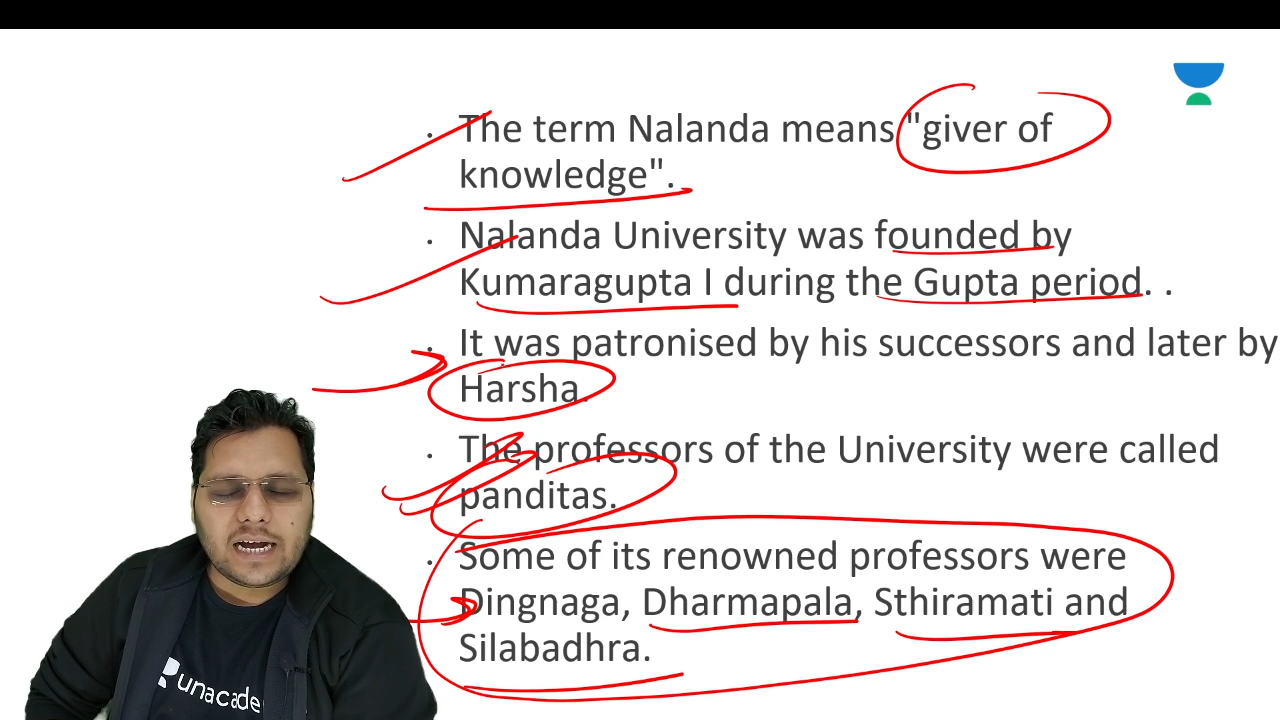 • The term Nalanda means "giver of
knowledge".
• Nalanda University was founded by
Kumaragupta I during the Gupta period. .
• It was patronised by his successors and later by
Harsha.
• The professors of the University were called
panditas.
• Some of its renowned professors were
Dingnaga, Dharmapala, Sthiramati and
Silabadhra.
unacade